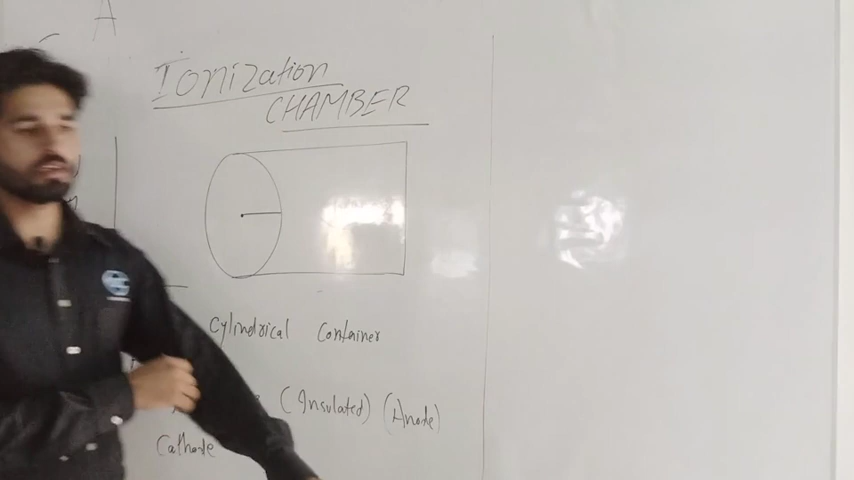 A
Ionization
CHAMBER
Cylindrical Container
(Insulated) (Anode)
Cathode